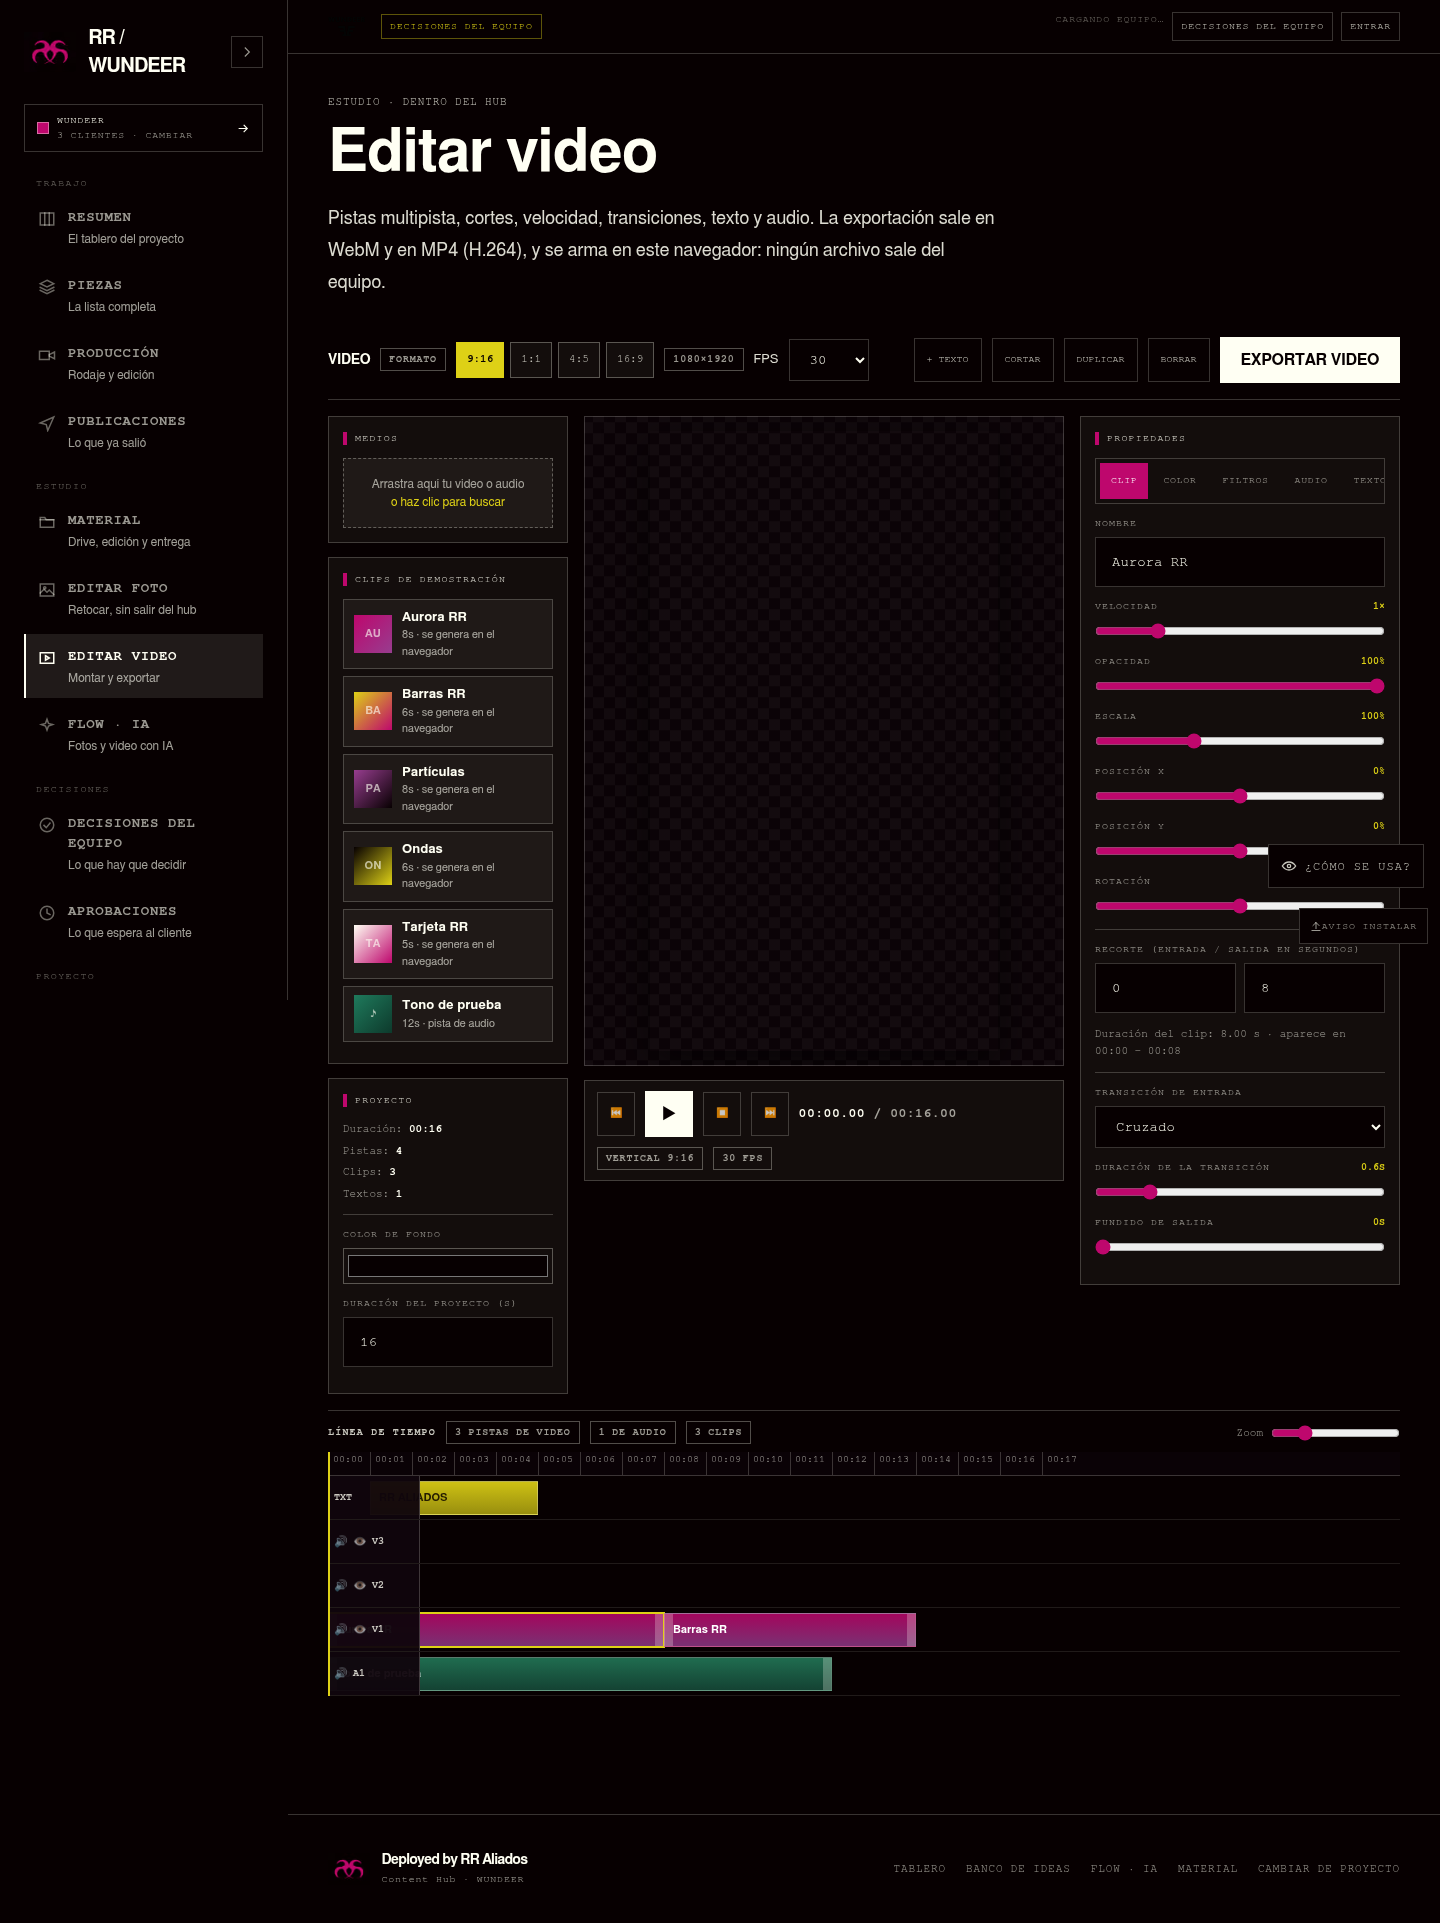 RR /
WUNDEER
WUNDEER
3 CLIENTES · CAMBIAR
TRABAJO
RESUMEN
El tablero del proyecto
PIEZAS
La lista completa
PRODUCCIÓN
Rodaje y edición
PUBLICACIONES
Lo que ya salió
ESTUDIO
MATERIAL
Drive, edición y entrega
EDITAR FOTO
Retocar, sin salir del hub
EDITAR VIDEO
Montar y exportar
FLOW · IA
Fotos y video con IA
DECISIONES
DECISIONES DEL
EQUIPO
Lo que hay que decidir
APROBACIONES
Lo que espera al cliente
PROYECTO
DECISIONES DEL EQUIPO
CARGANDO EQUIPO…
DECISIONES DEL EQUIPO
ENTRAR
ESTUDIO · DENTRO DEL HUB
Editar video
Pistas multipista, cortes, velocidad, transiciones, texto y audio. La exportación sale en
WebM y en MP4 (H.264), y se arma en este navegador: ningún archivo sale del
equipo.
VIDEO FORMATO 9:16 1:1 4:5 16:9 1080×1920 FPS 30 + TEXTO CORTAR DUPLICAR BORRAR EXPORTAR VIDEO
MEDIOS
Arrastra aqui tu video o audio
o haz clic para buscar
CLIPS DE DEMOSTRACIÓN
AU
Aurora RR
8s · se genera en el
navegador
BA
Barras RR
6s · se genera en el
navegador
PA
Partículas
8s · se genera en el
navegador
ON
Ondas
6s · se genera en el
navegador
TA
Tarjeta RR
5s · se genera en el
navegador
♪
Tono de prueba
12s · pista de audio
PROYECTO
Duración: 00:16
Pistas: 4
Clips: 3
Textos: 1
COLOR DE FONDO
DURACIÓN DEL PROYECTO (S)
16
00:00.00 / 00:16.00
VERTICAL 9:16 30 FPS
PROPIEDADES
CLIP COLOR FILTROS AUDIO TEXTO
NOMBRE
Aurora RR
VELOCIDAD 1×
OPACIDAD 100%
ESCALA 100%
POSICIÓN X 0%
POSICIÓN Y 0%
¿CÓMO SE USA?
ROTACIÓN
AVISO INSTALAR
RECORTE (ENTRADA / SALIDA EN SEGUNDOS)
0 8
Duración del clip: 8.00 s · aparece en
00:00 – 00:08
TRANSICIÓN DE ENTRADA
Cruzado
DURACIÓN DE LA TRANSICIÓN 0.6S
FUNDIDO DE SALIDA 0S
LÍNEA DE TIEMPO 3 PISTAS DE VIDEO 1 DE AUDIO 3 CLIPS Zoom
00:00 00:01 00:02 00:03 00:04 00:05 00:06 00:07 00:08 00:09 00:10 00:11 00:12 00:13 00:14 00:15 00:16 00:17
TXT RR ALIADOS
V3
V2
V1 Barras RR
A1 de prueba
Deployed by RR Aliados
Content Hub · WUNDEER
TABLERO BANCO DE IDEAS FLOW · IA MATERIAL CAMBIAR DE PROYECTO